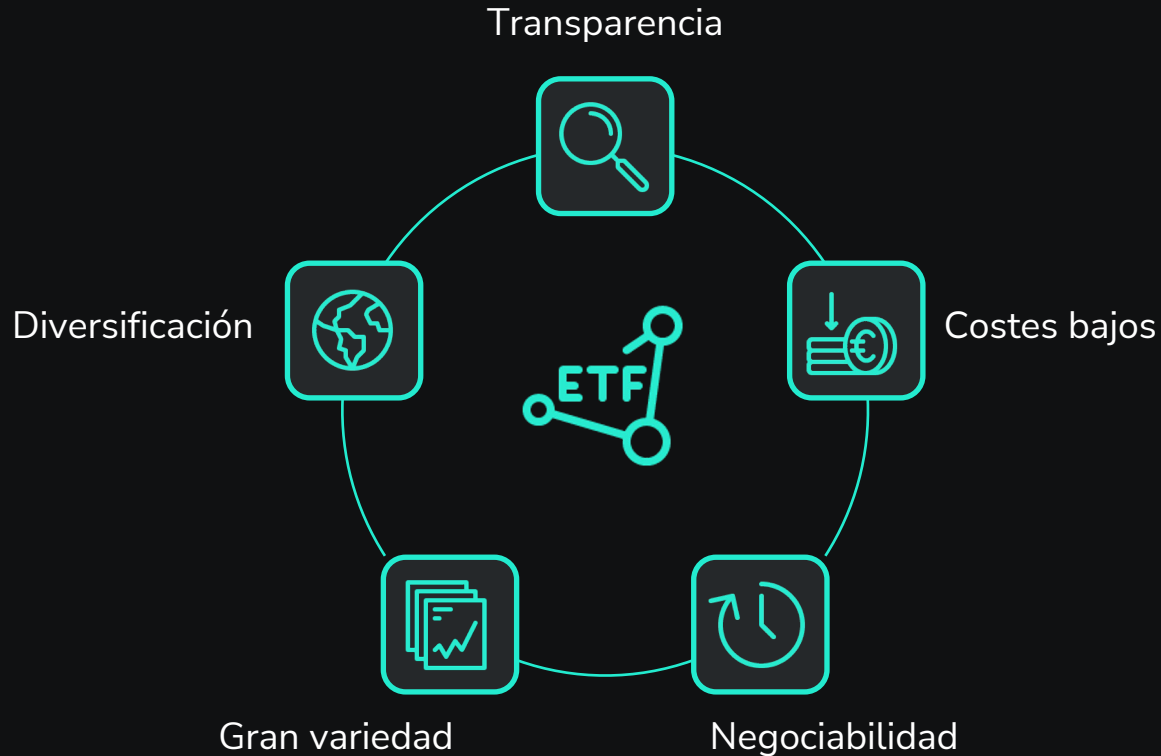 Transparencia
Diversificación
Costes bajos
ETF
€
Gran variedad
Negociabilidad